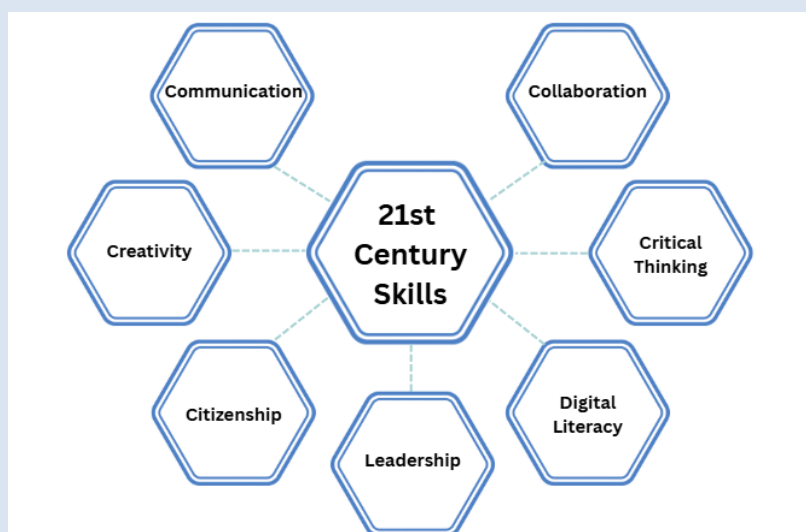 Communication
Collaboration
21st
Century
Skills
Creativity
Critical
Thinking
Citizenship
Digital
Literacy
Leadership